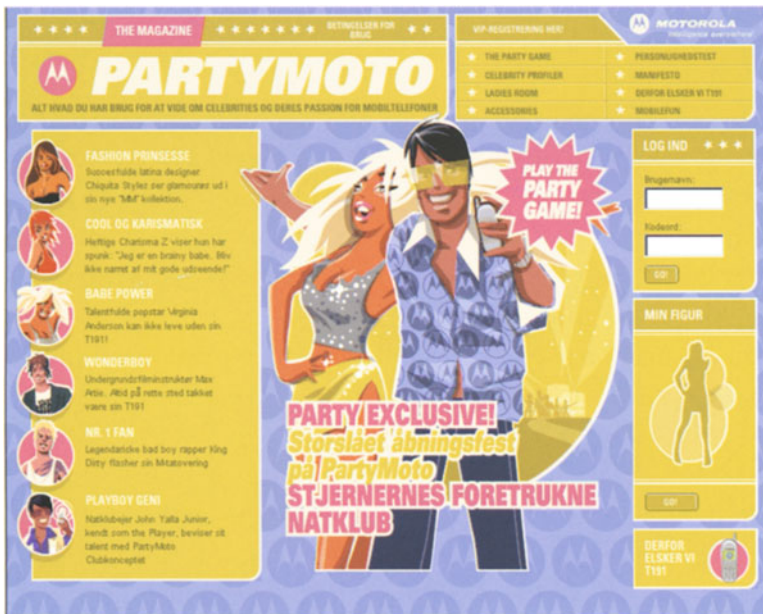 THE MAGAZINE
BETINGELSER FOR
BRUG
VIP-REGISTRERING HER!
MOTOROLA
PARTYMOTO
ALT HVAD DU HAR BRUG FOR AT VIDE OM CELEBRITIES OG DERES PASSION FOR MOBILTELEFONER
THE PARTY GAME
CELEBRITY PROFILER
LADIES ROOM
ACCESSORIES
PERSONLIGHEDSTEST
MANIFESTO
DERFOR ELSKER VI T191
MOBILEFUN
FASHION PRINSESSE
Succesfulde latina designer
Chiquita Styles ser glamourøs ud i
sin nye "MM" kollektion.
COOL OG KARISMATISK
Heftige Charisma Z viser hun har
spunk: "Jeg er en brainy babe. Bliv
ikke narret af mit gode udseende!"
BABE POWER
Talentfulde popstar Virginia
Anderson kan ikke leve uden sin
T191!
WONDERBOY
Undergrundsfilminstruktør Max
Artie. Altid på rette sted takket
være sin T191
NR. 1 FAN
Legendariske bad boy rapper King
Dirty flasher sin
PLAYBOY GENI
Natklubejer John Yalla Junior,
kendt som the Player, beviser sit
talent med PartyMoto
Clubkonceptet
PLAY THE
PARTY
GAME!
PARTY EXCLUSIVE!
Storslået åbningsfest
på PartyMoto
STJERNERNES FORETRUKNE
NATKLUB
LOG IND
Brugernavn:
Kodeord:
GO!
MIN FIGUR
GO!
DERFOR
ELSKER VI
T191